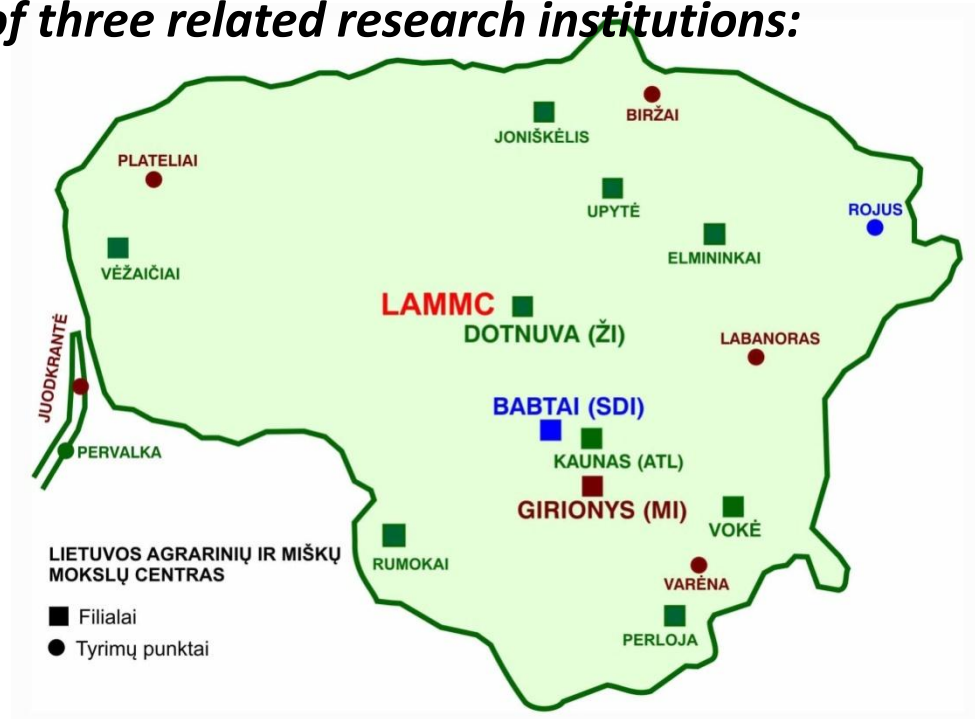 of three related research institutions:
BIRŽAI
JONIŠKĖLIS
PLATELIAI
UPYTĖ
ROJUS
ELMININKAI
VĖŽAIČIAI
LAMMC
DOTNUVA (ŽI)
LABANORAS
JUODKRANTĖ
BABTAI (SDI)
PERVALKA
KAUNAS (ATL)
GIRIONYS (MI)
VOKĖ
LIETUVOS AGRARINIŲ IR MIŠKŲ
MOKSLŲ CENTRAS
RUMOKAI
VARĖNA
Filialai
PERLOJA
Tyrimų punktai